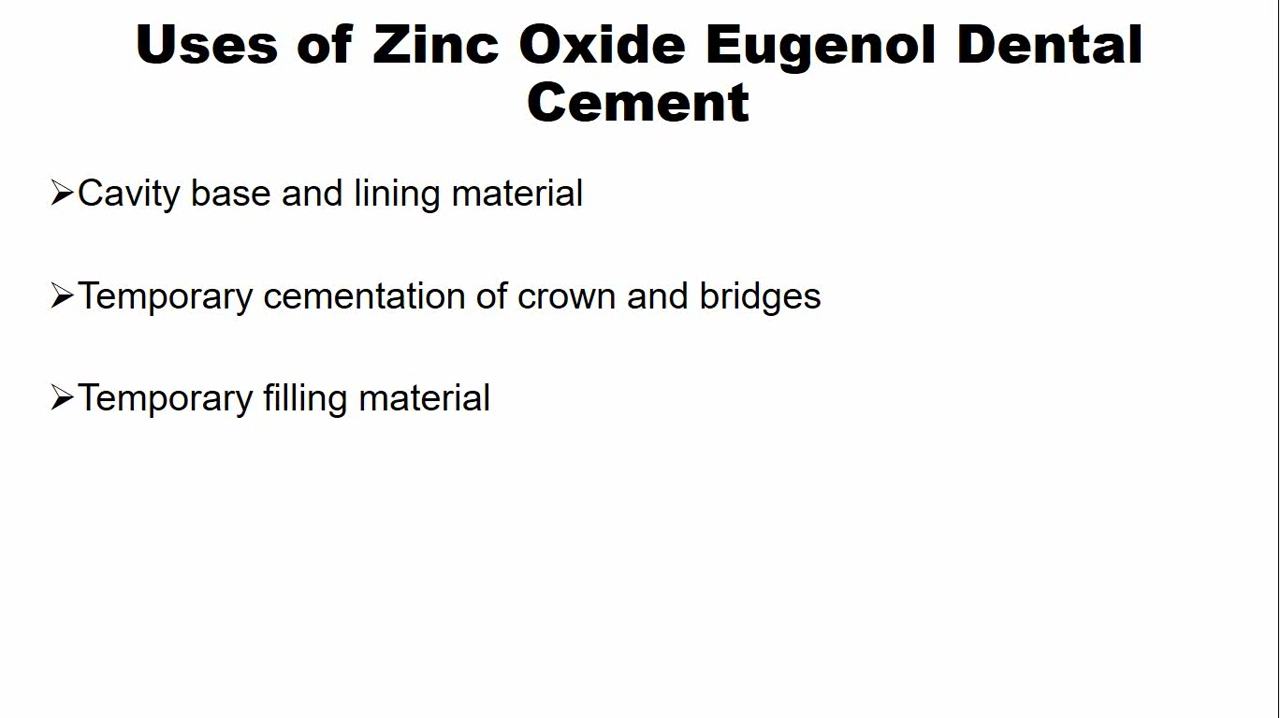 Uses of Zinc Oxide Eugenol Dental
Cement
➢Cavity base and lining material
➢Temporary cementation of crown and bridges
➢Temporary filling material